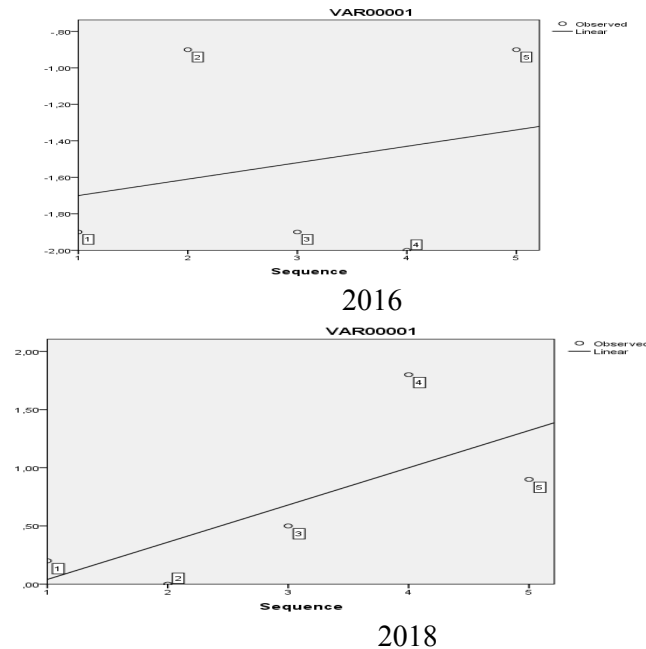 VAR00001
Observed
Linear
-,80
-1,00
-1,20
-1,40
-1,60
-1,80
-2,00
2
5
1
3
4
1 2 3 4 5
Sequence
2016
VAR00001
Observed
Linear
2,00
1,50
1,00
,50
,00
4
5
3
1
2
1 2 3 4 5
Sequence
2018